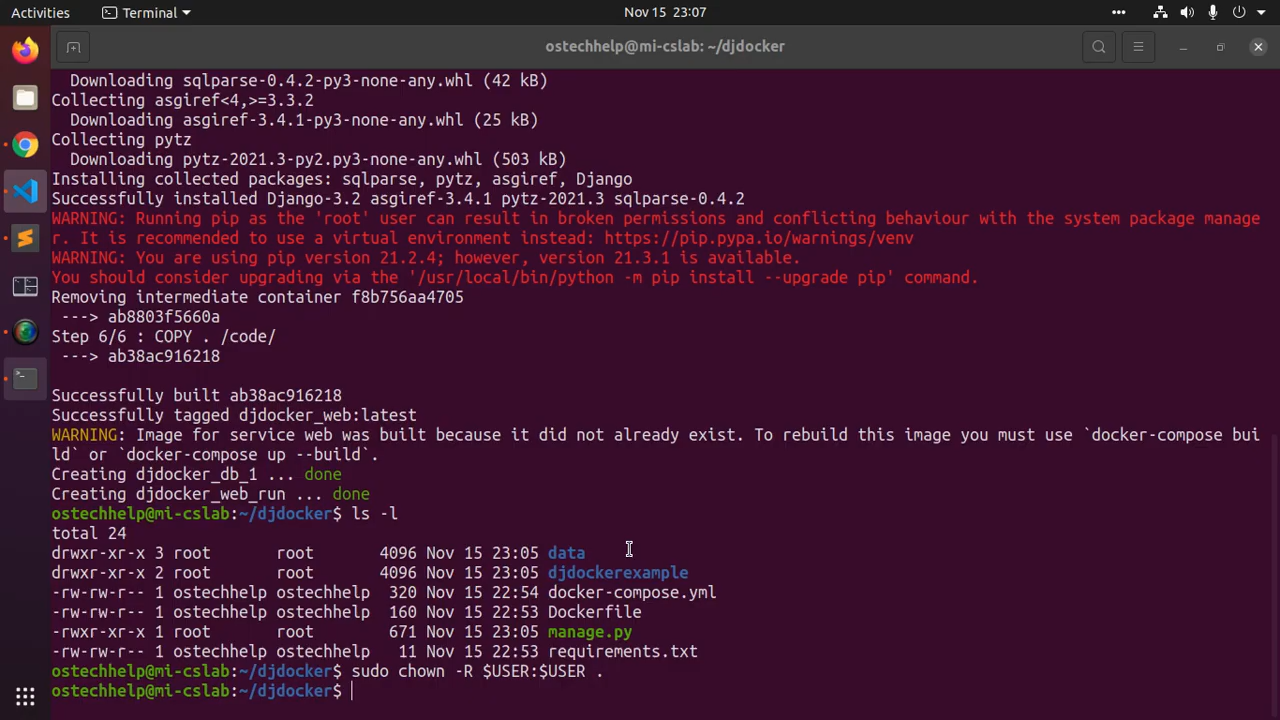 Activities Terminal Nov 15 23:07
ostechhelp@mi-cslab: ~/djdocker
Downloading sqlparse-0.4.2-py3-none-any.whl (42 kB)
Collecting asgiref<4,>=3.3.2
Downloading asgiref-3.4.1-py3-none-any.whl (25 kB)
Collecting pytz
Downloading pytz-2021.3-py2.py3-none-any.whl (503 kB)
Installing collected packages: sqlparse, pytz, asgiref, Django
Successfully installed Django-3.2 asgiref-3.4.1 pytz-2021.3 sqlparse-0.4.2
WARNING: Running pip as the 'root' user can result in broken permissions and conflicting behaviour with the system package manage
r. It is recommended to use a virtual environment instead: https://pip.pypa.io/warnings/venv
WARNING: You are using pip version 21.2.4; however, version 21.3.1 is available.
You should consider upgrading via the '/usr/local/bin/python -m pip install --upgrade pip' command.
Removing intermediate container f8b756aa4705
---> ab8803f5660a
Step 6/6 : COPY . /code/
---> ab38ac916218
Successfully built ab38ac916218
Successfully tagged djdocker_web:latest
WARNING: Image for service web was built because it did not already exist. To rebuild this image you must use `docker-compose bui
ld` or `docker-compose up --build`.
Creating djdocker_db_1 ... done
Creating djdocker_web_run ... done
ostechhelp@mi-cslab:~/djdocker$ ls -l
total 24
drwxr-xr-x 3 root root 4096 Nov 15 23:05 data
drwxr-xr-x 2 root root 4096 Nov 15 23:05 djdockerexample
-rw-rw-r-- 1 ostechhelp ostechhelp 320 Nov 15 22:54 docker-compose.yml
-rw-rw-r-- 1 ostechhelp ostechhelp 160 Nov 15 22:53 Dockerfile
-rwxr-xr-x 1 root root 671 Nov 15 23:05 manage.py
-rw-rw-r-- 1 ostechhelp ostechhelp 11 Nov 15 22:53 requirements.txt
ostechhelp@mi-cslab:~/djdocker$ sudo chown -R $USER:$USER .
ostechhelp@mi-cslab:~/djdocker$